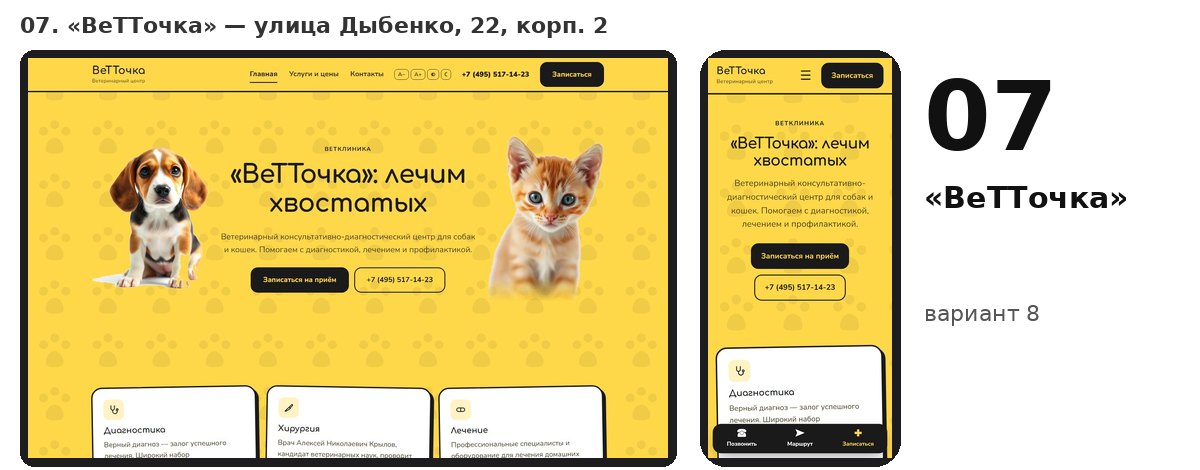 07. «ВеТТочка» — улица Дыбенко, 22, корп. 2
ВеТТочка
Ветеринарный центр
Главная Услуги и цены Контакты A- A+ ◐ ☾ +7 (495) 517-14-23 Записаться
ВЕТКЛИНИКА
«ВеТТочка»: лечим
хвостатых
Ветеринарный консультативно-диагностический центр для собак
и кошек. Помогаем с диагностикой, лечением и профилактикой.
Записаться на приём +7 (495) 517-14-23
Диагностика
Верный диагноз — залог успешного
лечения. Широкий набор
Хирургия
Врач Алексей Николаевич Крылов,
кандидат ветеринарных наук, проводит
Лечение
Профессиональные специалисты и
оборудование для лечения домашних
ВеТТочка
Ветеринарный центр
Записаться
ВЕТКЛИНИКА
«ВеТТочка»: лечим
хвостатых
Ветеринарный консультативно-
диагностический центр для собак и
кошек. Помогаем с диагностикой,
лечением и профилактикой.
Записаться на приём
+7 (495) 517-14-23
Диагностика
Верный диагноз — залог успешного
лечения. Широкий набор
Позвонить Маршрут Записаться
07
«ВеТТочка»
вариант 8